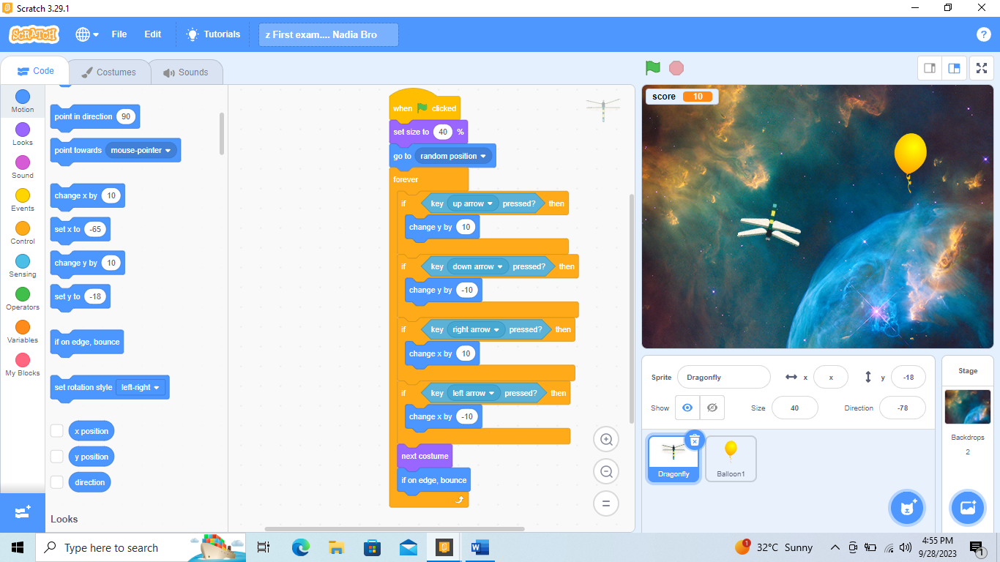 Scratch 3.29.1
SCRATCH
File
Edit
Tutorials
z First exam.... Nadia Bro
?
Code
Costumes
Sounds
Motion
Looks
Sound
Events
Control
Sensing
Operators
Variables
My Blocks
point in direction 90
point towards mouse-pointer
change x by 10
set x to -65
change y by 10
set y to -18
if on edge, bounce
set rotation style left-right
x position
y position
direction
Looks
when clicked
set size to 40 %
go to random position
forever
if key up arrow pressed? then
change y by 10
if key down arrow pressed? then
change y by -10
if key right arrow pressed? then
change x by 10
if key left arrow pressed? then
change x by -10
next costume
if on edge, bounce
score 10
Sprite Dragonfly x x y -18
Show Size 40 Direction -78
Dragonfly
Balloon1
Stage
Backdrops
2
Type here to search
1
32°C Sunny
4:55 PM
9/28/2023
1